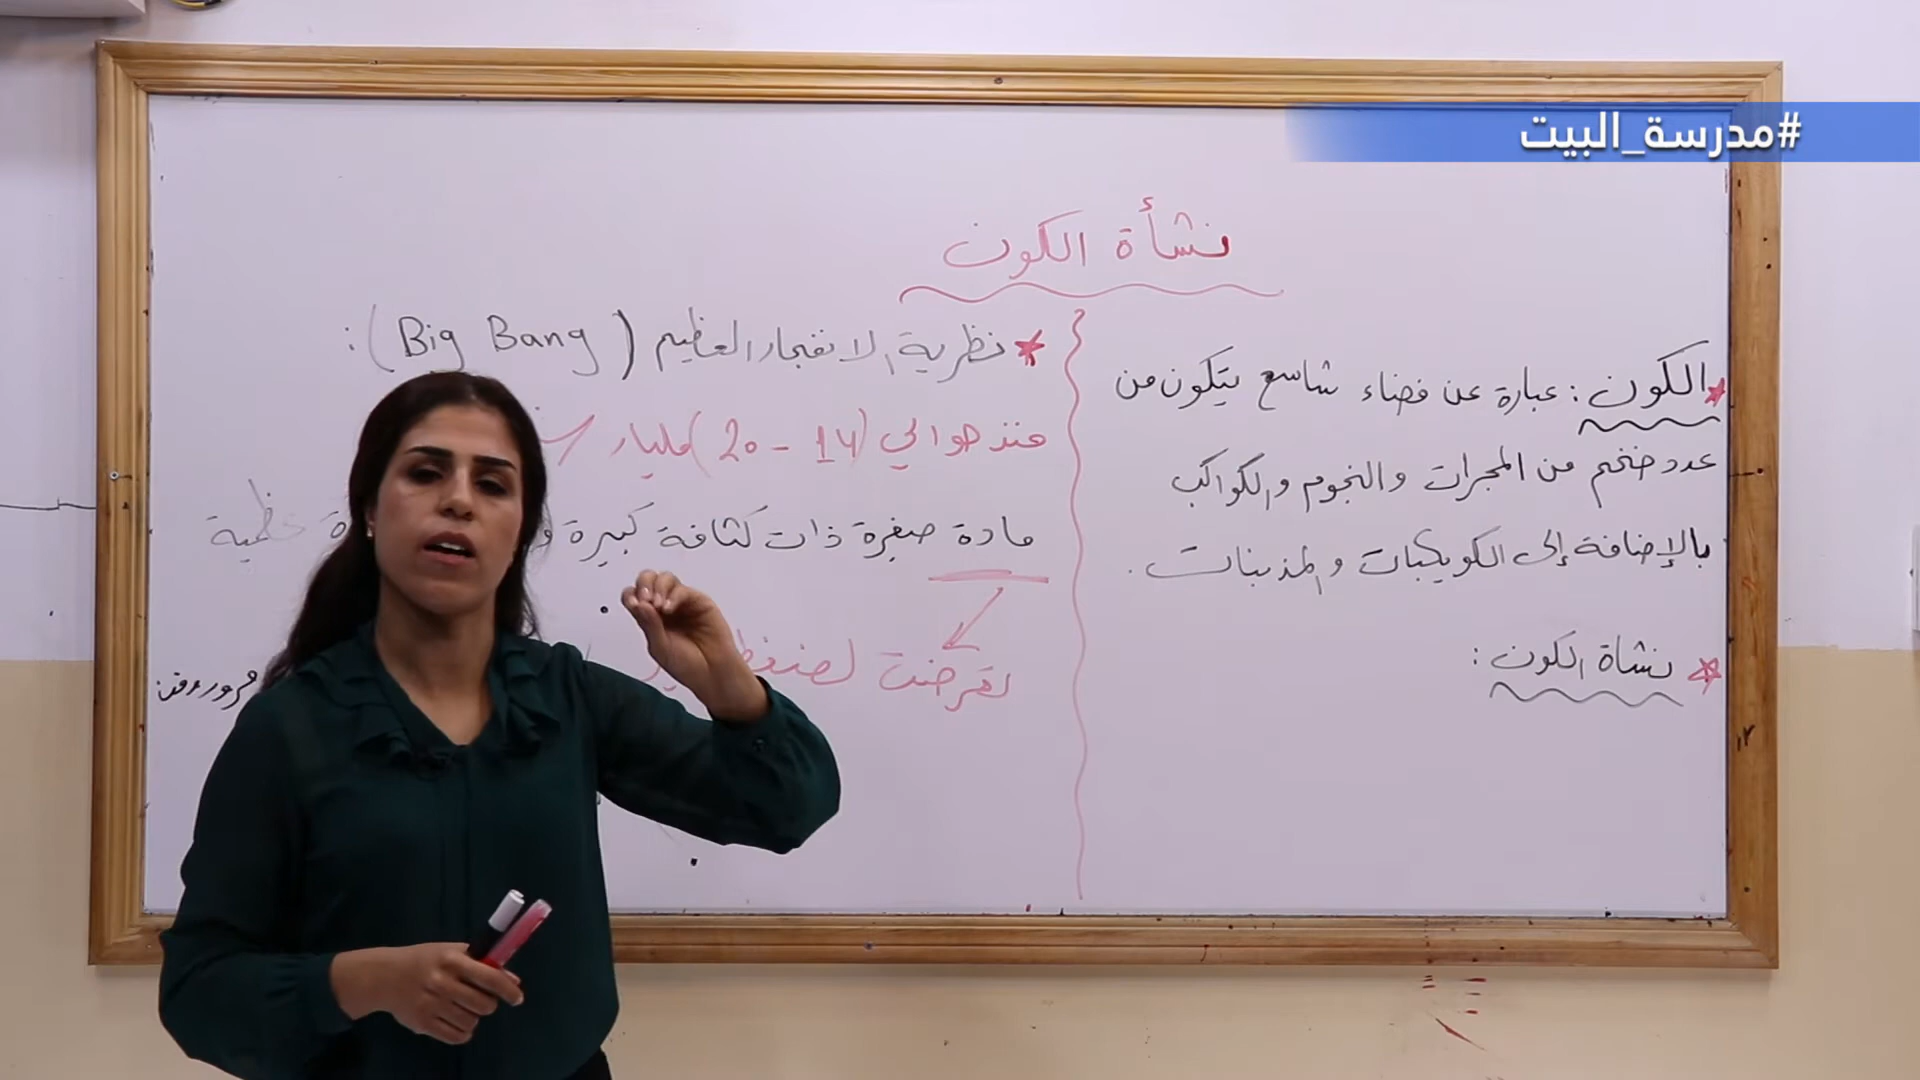 #مدرسة_البيت
نشأة الكون
الكون: عبارة عن فضاء شاسع يتكون من
عدد ضخم من المجرات والنجوم والكواكب
بالإضافة إلى الكويكبات والمذنبات.
نشاة الكون:
نظرية الانفجار العظيم (Big Bang):
منذ حوالي (14 - 20) مليار
مادة صغيرة ذات كثافة كبيرة و
تعرضت لضغط